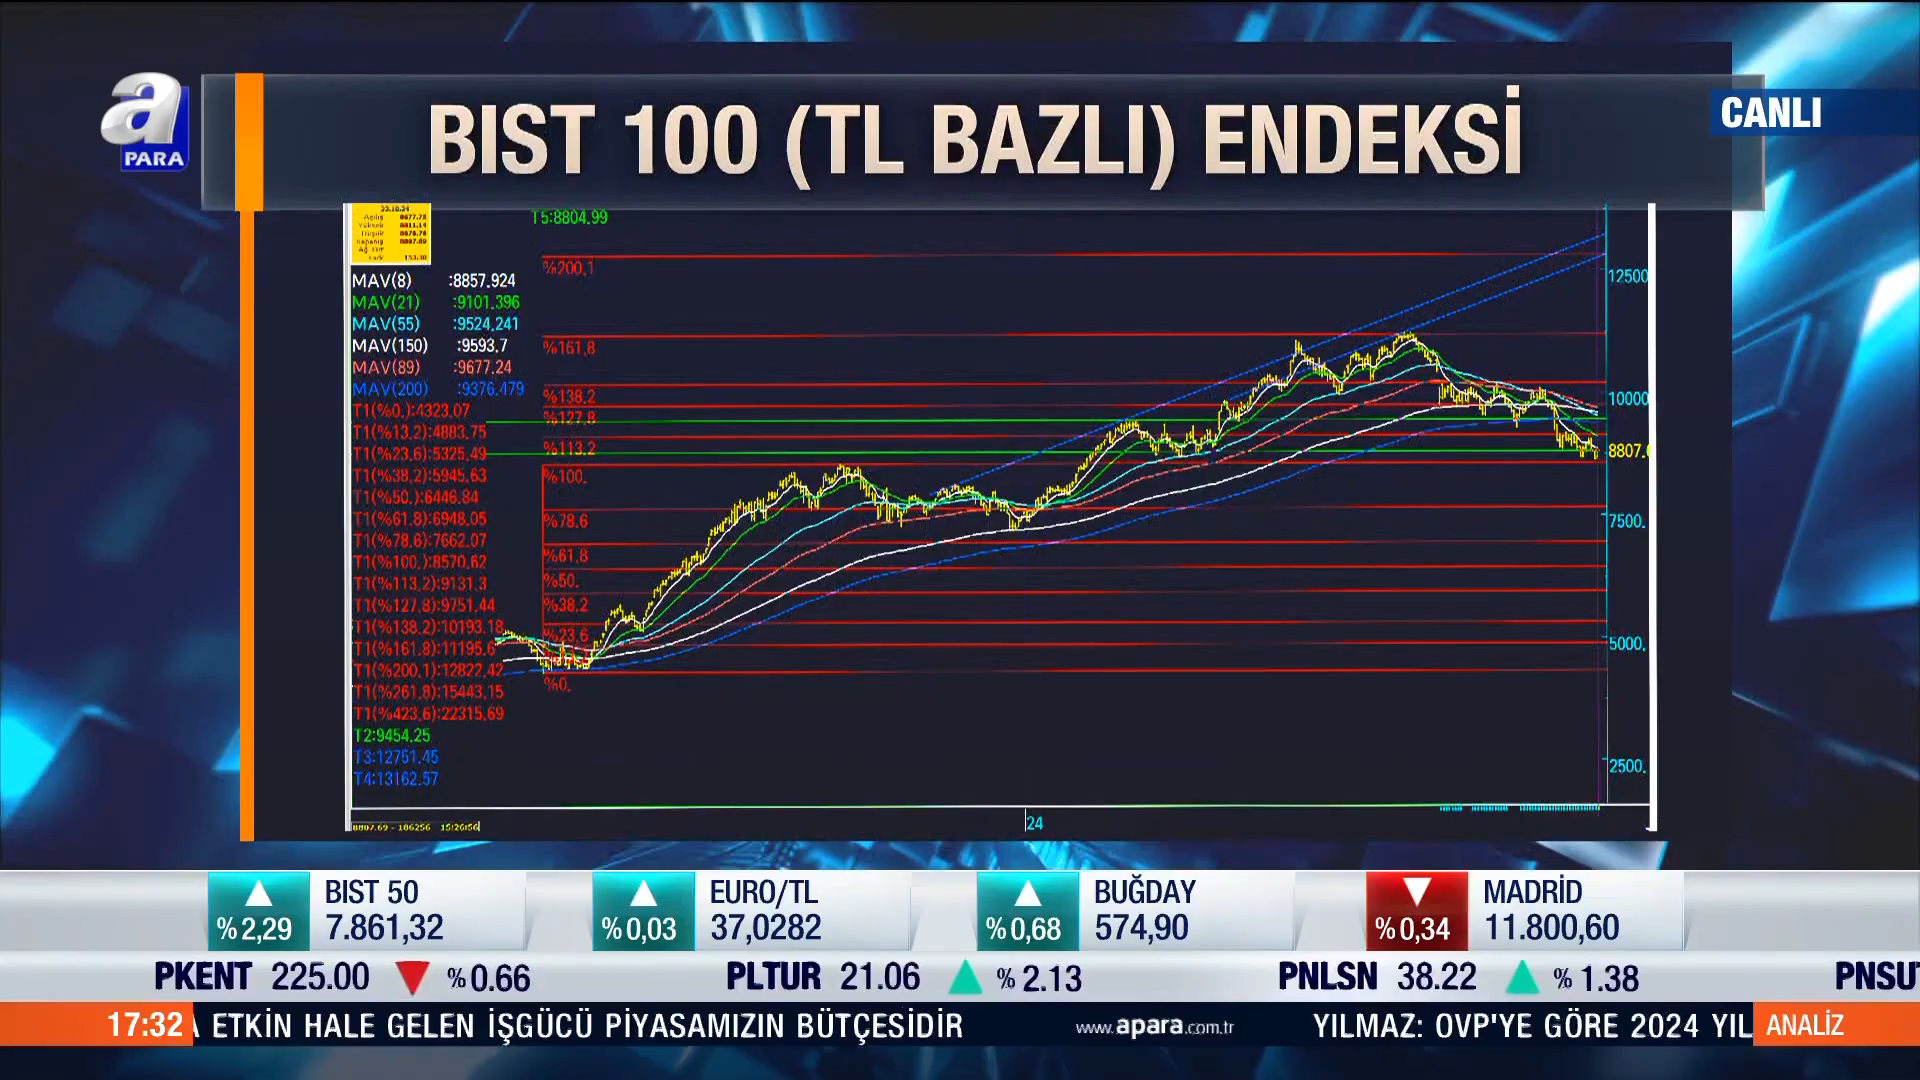 a
PARA
BIST 100 (TL BAZLI) ENDEKSİ
CANLI
T5:8804.99
MAV(8) :8857.924
MAV(21) :9101.396
MAV(55) :9524.241
MAV(150) :9593.7
MAV(89) :9677.24
MAV(200) :9376.479
T1(%0.):4323.07
T1(%13.2):4883.75
T1(%23.6):5325.49
T1(%38.2):5945.63
T1(%50.):6446.84
T1(%61.8):6948.05
T1(%78.6):7662.07
T1(%100.):8570.62
T1(%113.2):9131.3
T1(%127.8):9751.44
T1(%138.2):10193.18
T1(%161.8):11195.6
T1(%200.1):12822.42
T1(%261.8):15443.15
T1(%423.6):22315.69
T2:9454.25
T3:12751.45
T4:13162.57
%200.1
%161.8
%138.2
%127.8
%113.2
%100.
%78.6
%61.8
%50.
%38.2
%23.6
%0.
12500
10000
8807.
7500.
5000.
2500.
8807.69 - 186256 15:26:56
24
%2,29 BIST 50 7.861,32
%0,03 EURO/TL 37,0282
%0,68 BUĞDAY 574,90
%0,34 MADRİD 11.800,60
PKENT 225.00 %0.66 PLTUR 21.06 %2.13 PNLSN 38.22 %1.38 PNSU
17:32 ETKİN HALE GELEN İŞGÜCÜ PİYASAMIZIN BÜTÇESİDİR www.apara.com.tr YILMAZ: OVP'YE GÖRE 2024 YIL ANALİZ